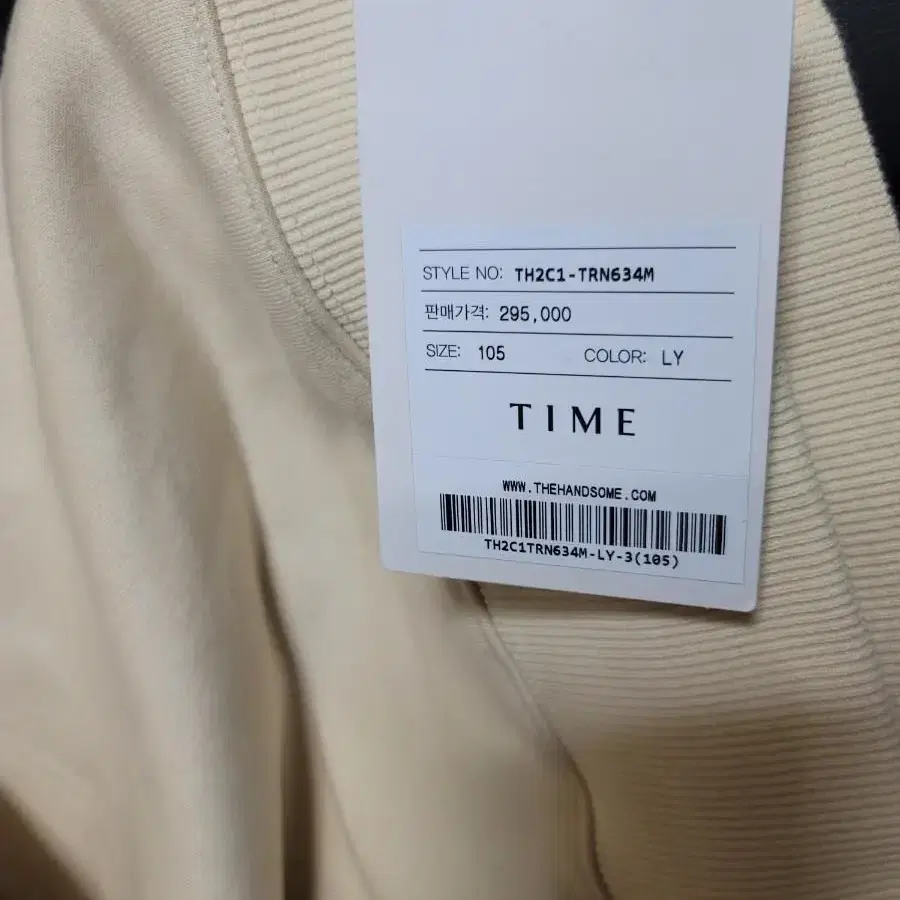 STYLE NO: TH2C1-TRN634M
판매가격: 295,000
SIZE: 105 COLOR: LY
TIME
WWW.THEHANDSOME.COM
TH2C1TRN634M-LY-3(105)